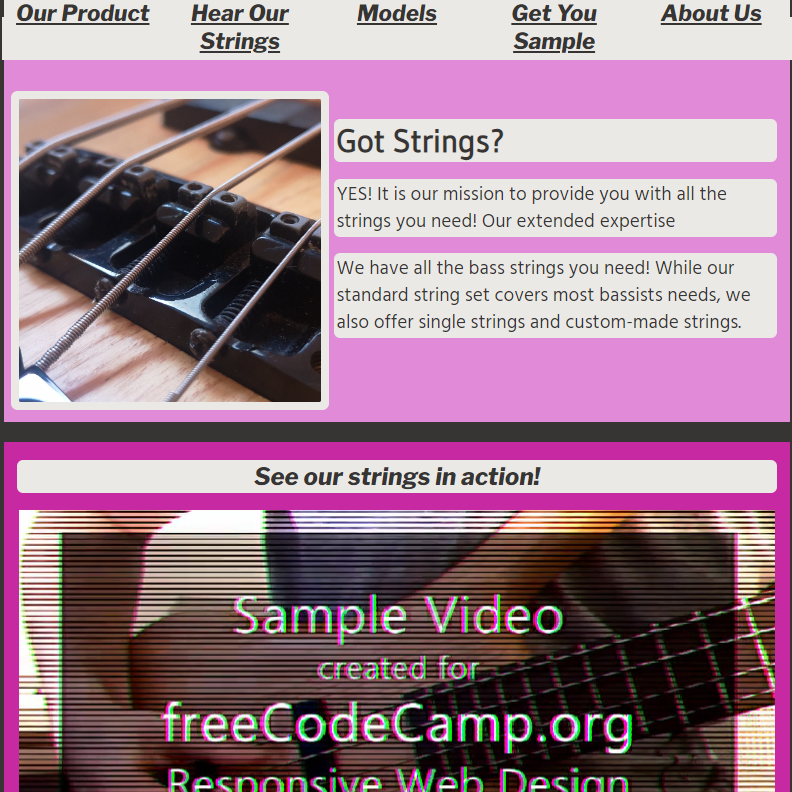 Our Product
Hear Our
Strings
Models
Get You
Sample
About Us
Got Strings?
YES! It is our mission to provide you with all the
strings you need! Our extended expertise
We have all the bass strings you need! While our
standard string set covers most bassists needs, we
also offer single strings and custom-made strings.
See our strings in action!
Sample Video
created for
freeCodeCamp.org
Responsive Web Design